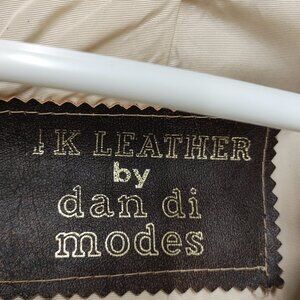 K LEATHER
by
dan di
modes